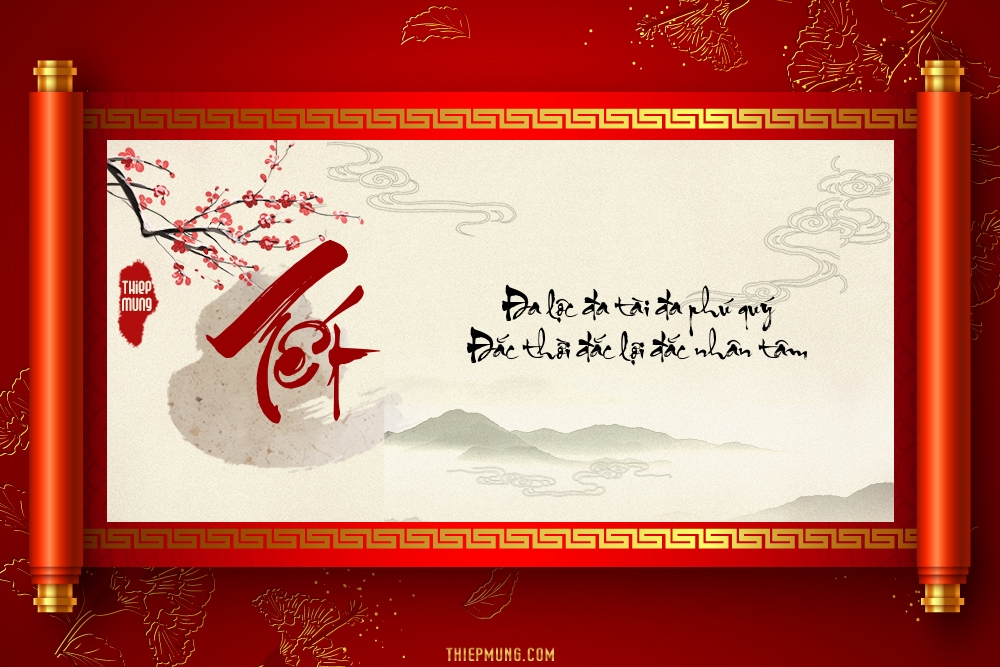 THIEP
MUNG
Tết
Đa lộc đa tài đa phú quý
Đắc thời đắc lợi đắc nhân tâm
THIEPMUNG.COM